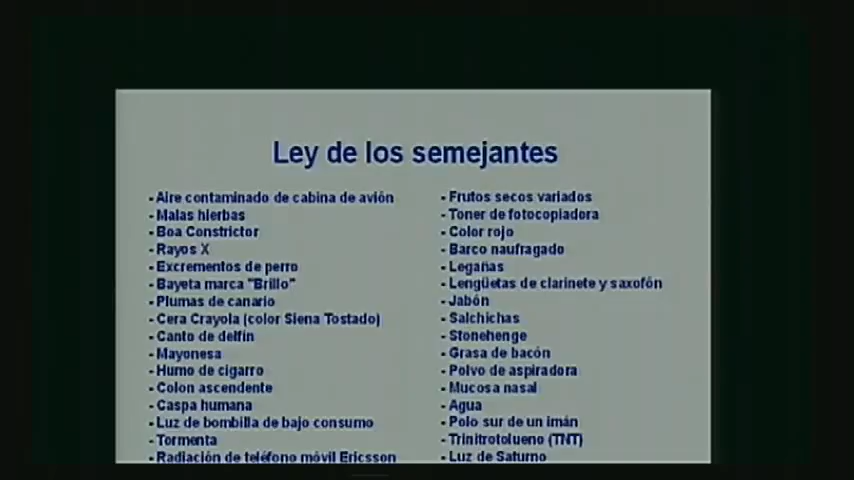 Ley de los semejantes
- Aire contaminado de cabina de avión
- Malas hierbas
- Boa Constrictor
- Rayos X
- Excrementos de perro
- Bayeta marca "Brillo"
- Plumas de canario
- Cera Crayola (color Siena Tostado)
- Canto de delfín
- Mayonesa
- Humo de cigarro
- Colon ascendente
- Caspa humana
- Luz de bombilla de bajo consumo
- Tormenta
- Radiación de teléfono móvil Ericsson
- Frutos secos variados
- Toner de fotocopiadora
- Color rojo
- Barco naufragado
- Legañas
- Lengüetas de clarinete y saxofón
- Jabón
- Salchichas
- Stonehenge
- Grasa de bacón
- Polvo de aspiradora
- Mucosa nasal
- Agua
- Polo sur de un imán
- Trinitrotolueno (TNT)
- Luz de Saturno